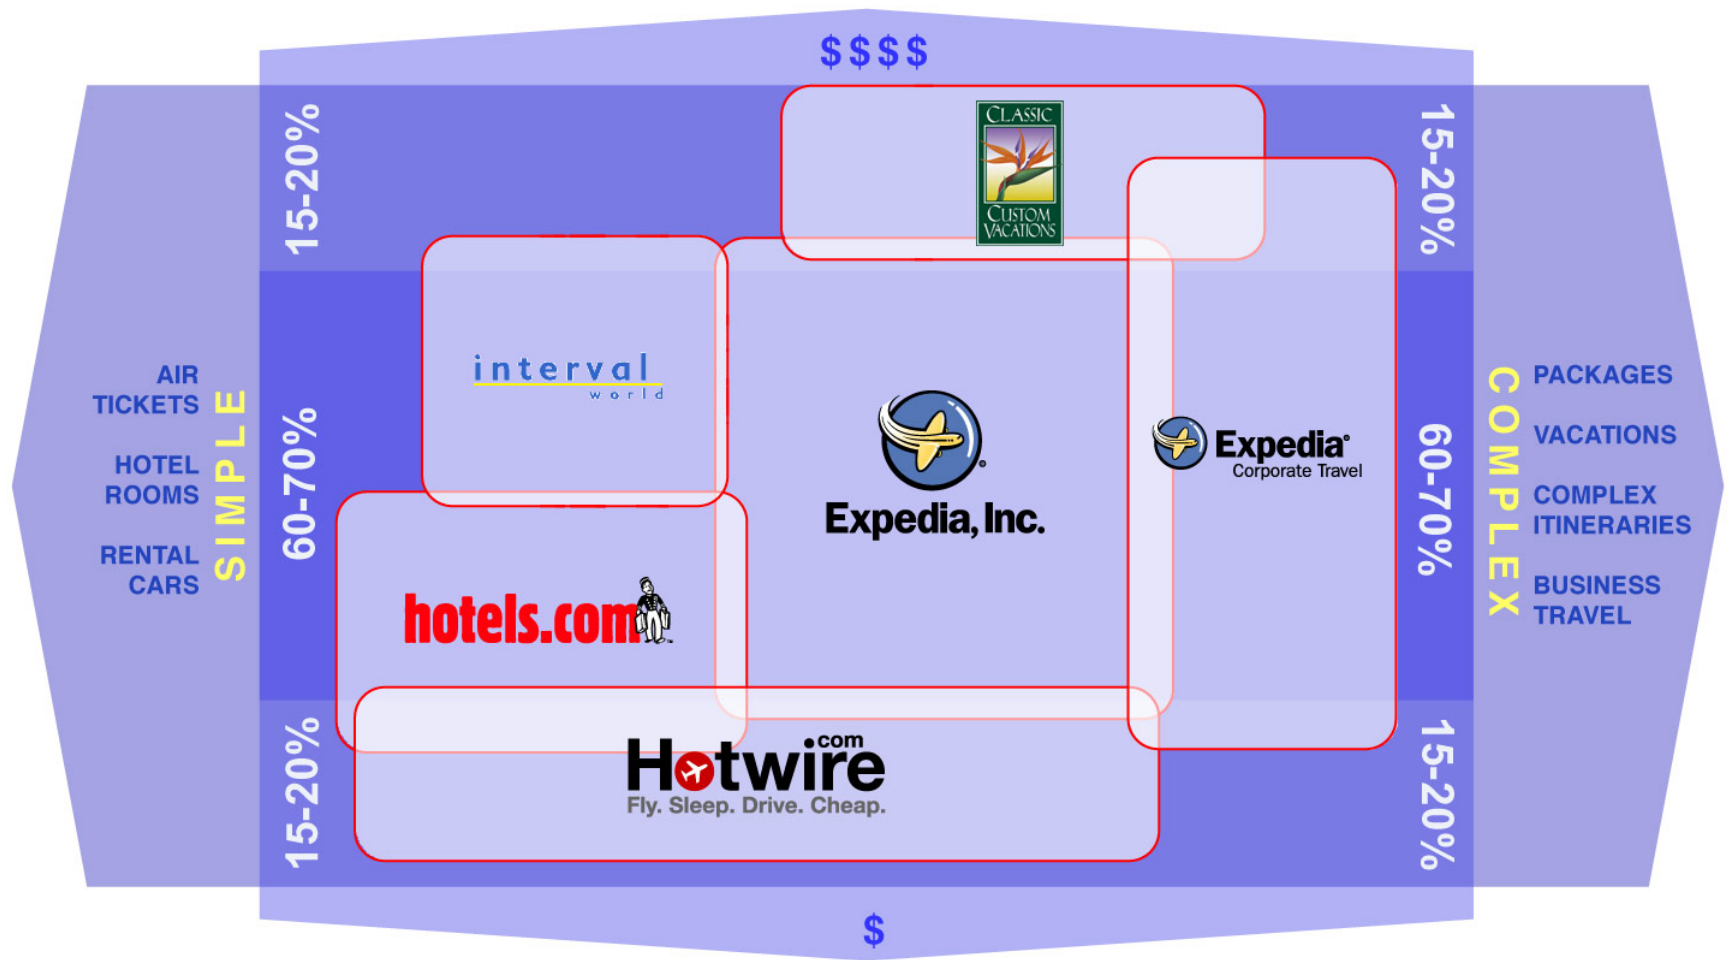 $$$$
15-20%
60-70%
15-20%
AIR
TICKETS
HOTEL
ROOMS
RENTAL
CARS
SIMPLE
CLASSIC
CUSTOM
VACATIONS
interval
world
Expedia, Inc.
Expedia®
Corporate Travel
hotels.com
Hotwire.com
Fly. Sleep. Drive. Cheap.
15-20%
60-70%
15-20%
COMPLEX
PACKAGES
VACATIONS
COMPLEX
ITINERARIES
BUSINESS
TRAVEL
$